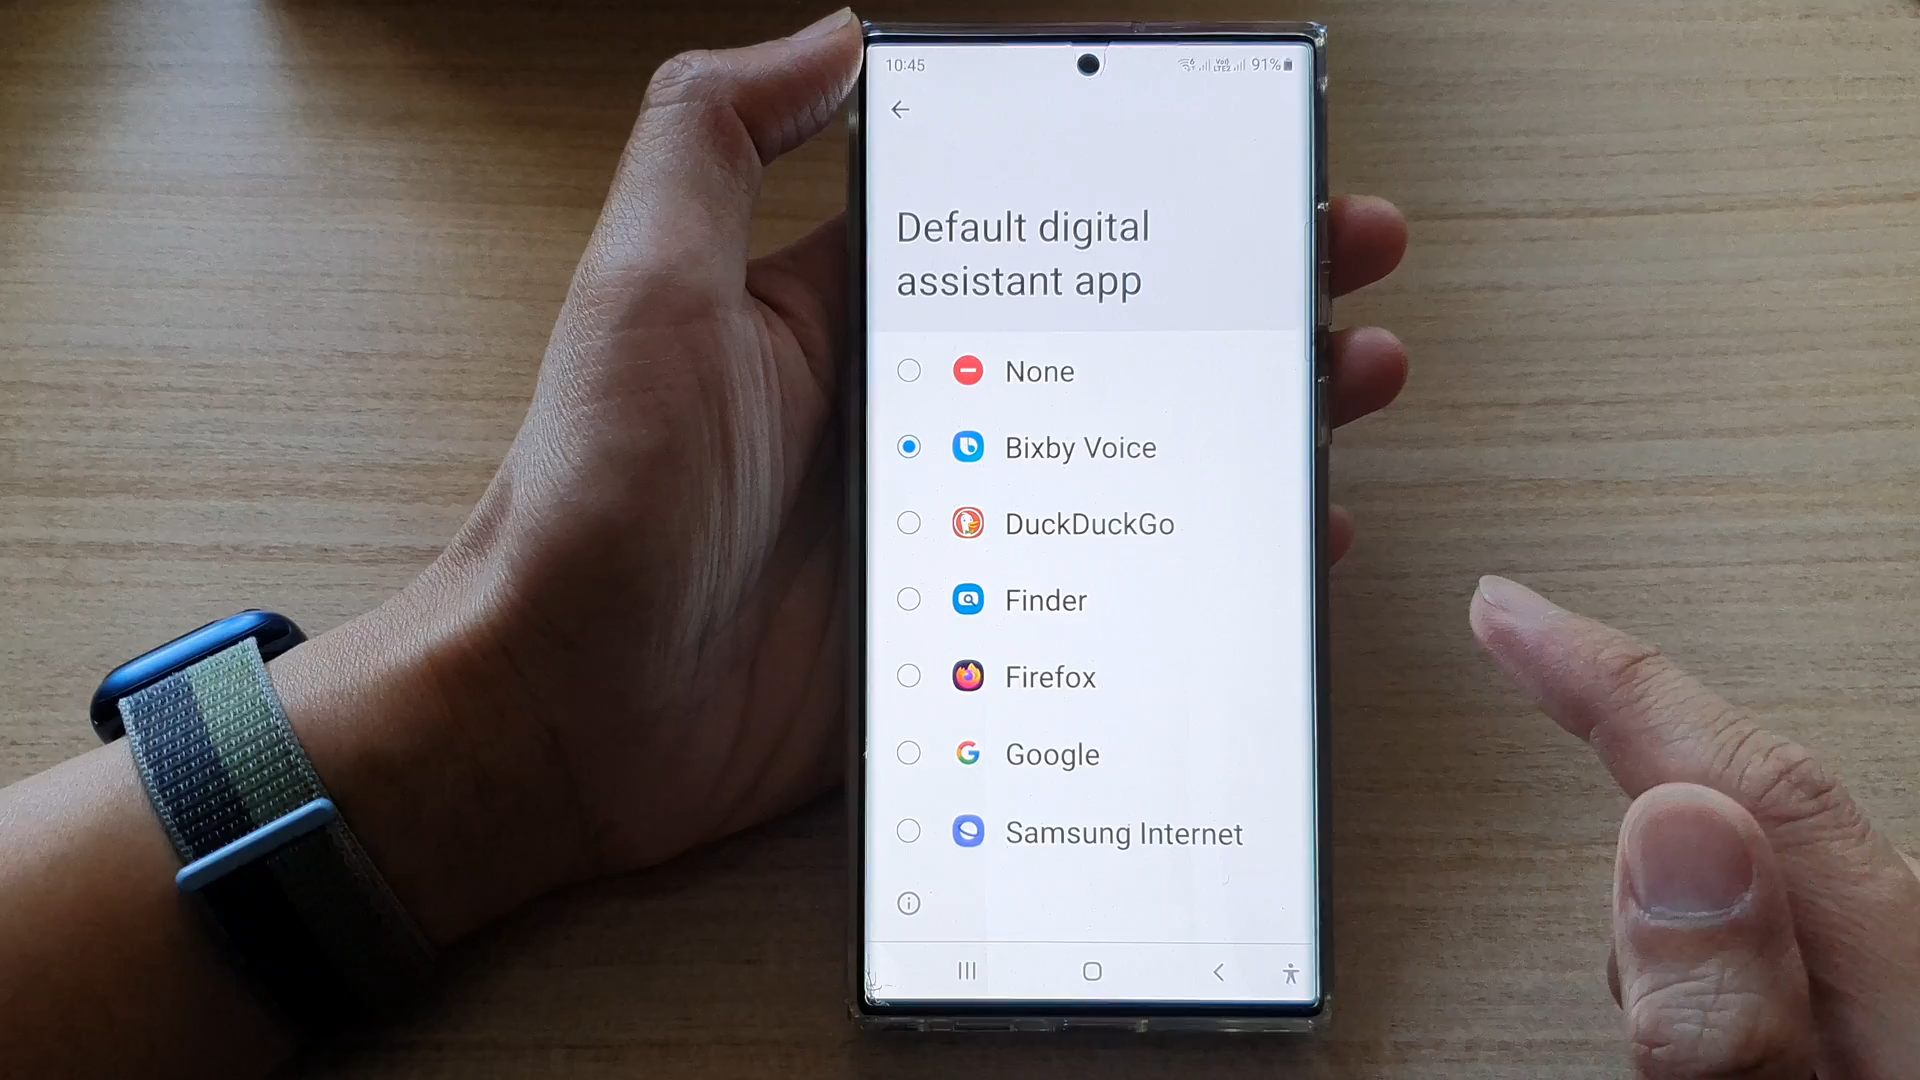 10:45
91%
Default digital
assistant app
None
Bixby Voice
DuckDuckGo
Finder
Firefox
Google
Samsung Internet